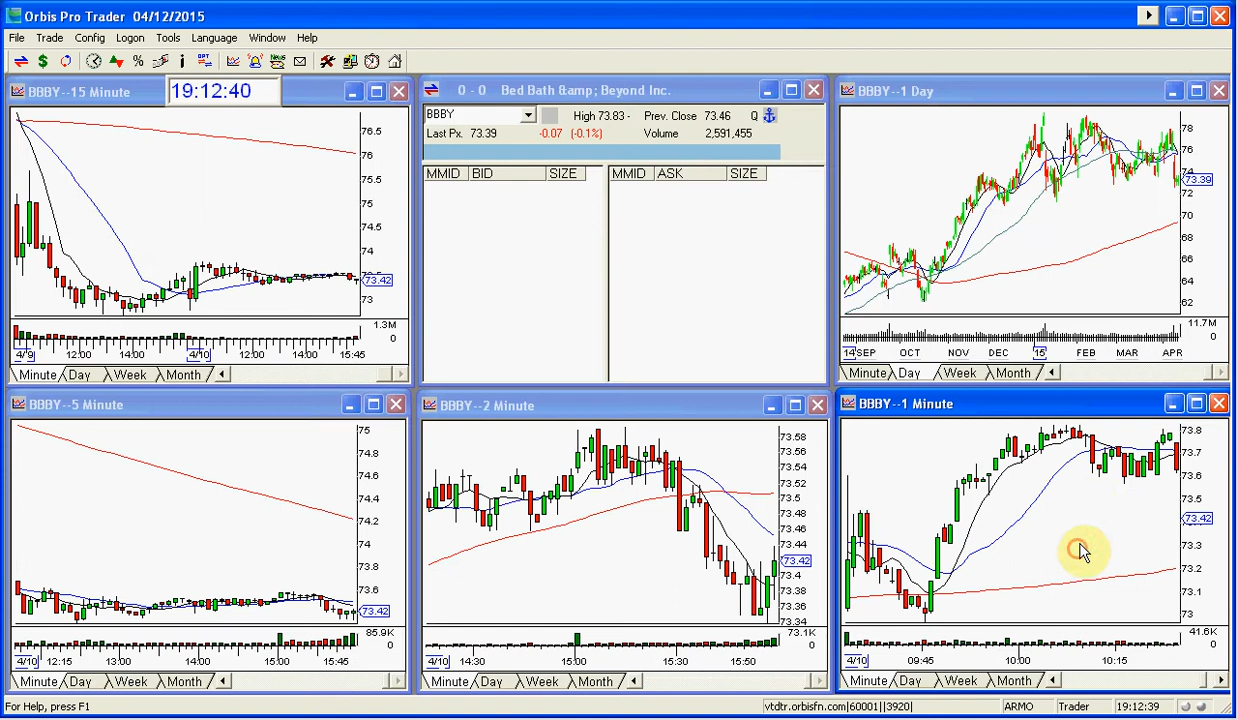 Orbis Pro Trader 04/12/2015
File Trade Config Logon Tools Language Window Help
BBBY--15 Minute
19:12:40
76.5
76
75.5
75
74.5
74
73.42
73
1.3M
0
4/9 12:00 14:00 4/10 12:00 14:00 15:45
Minute Day Week Month
0 - 0 Bed Bath &amp; Beyond Inc.
BBBY High 73.83 - Prev. Close 73.46 Q
Last Px. 73.39 -0.07 (-0.1%) Volume 2,591,455
MMID BID SIZE MMID ASK SIZE
BBBY--1 Day
78
76
74
73.39
72
70
68
66
64
62
11.7M
0
14 SEP OCT NOV DEC 15 FEB MAR APR
Minute Day Week Month
BBBY--5 Minute
75
74.8
74.6
74.4
74.2
74
73.8
73.6
73.42
85.9K
0
4/10 12:15 13:00 14:00 15:00 15:45
Minute Day Week Month
BBBY--2 Minute
73.58
73.56
73.54
73.52
73.5
73.48
73.46
73.44
73.42
73.4
73.38
73.36
73.34
73.1K
0
4/10 14:30 15:00 15:30 15:50
Minute Day Week Month
BBBY--1 Minute
73.8
73.7
73.6
73.5
73.42
73.3
73.2
73.1
73
41.6K
0
4/10 09:45 10:00 10:15
Minute Day Week Month
For Help, press F1 vtdtr.orbisfn.com|60001||3920| ARMO Trader 19:12:39